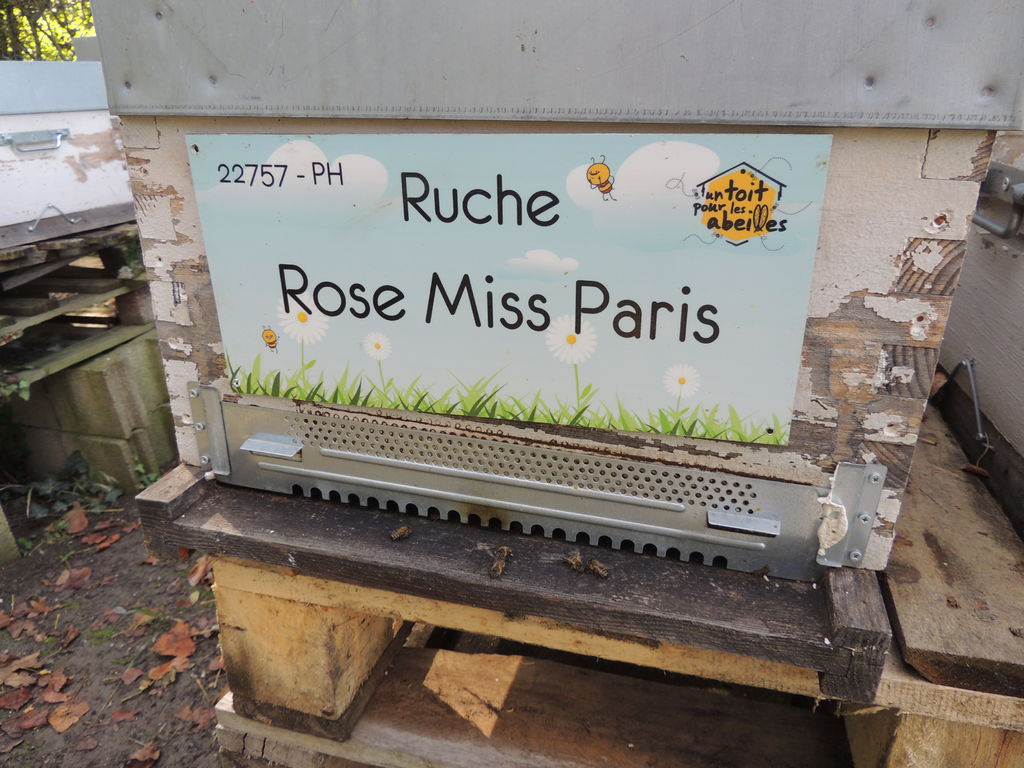 22757 - PH
Ruche
un toit
pour les
abeilles
Rose Miss Paris